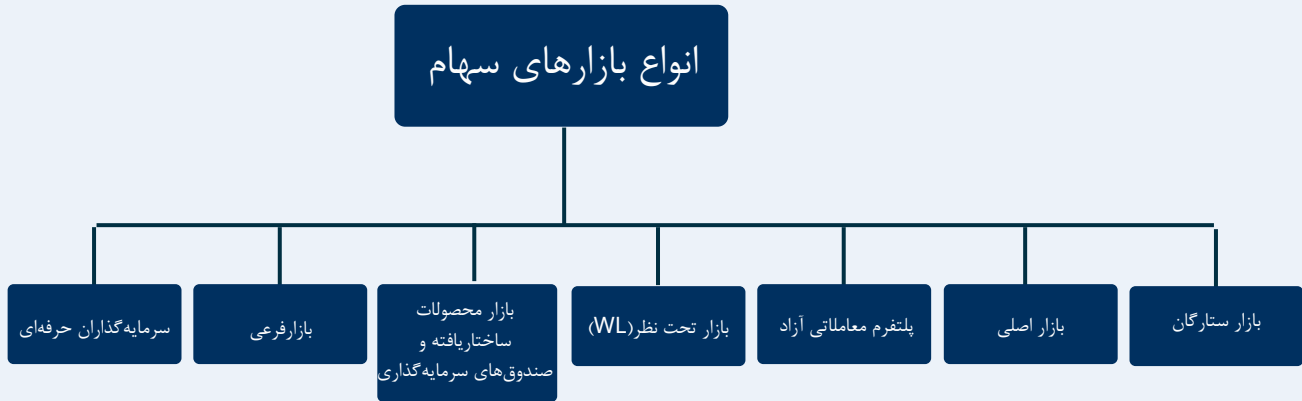 انواع بازارهای سهام
بازار ستارگان
بازار اصلی
پلتفرم معاملاتی آزاد
بازار تحت نظر(WL)
بازار محصولات
ساختاریافته و
صندوق‌های سرمایه‌گذاری
بازارفرعی
سرمایه‌گذاران حرفه‌ای